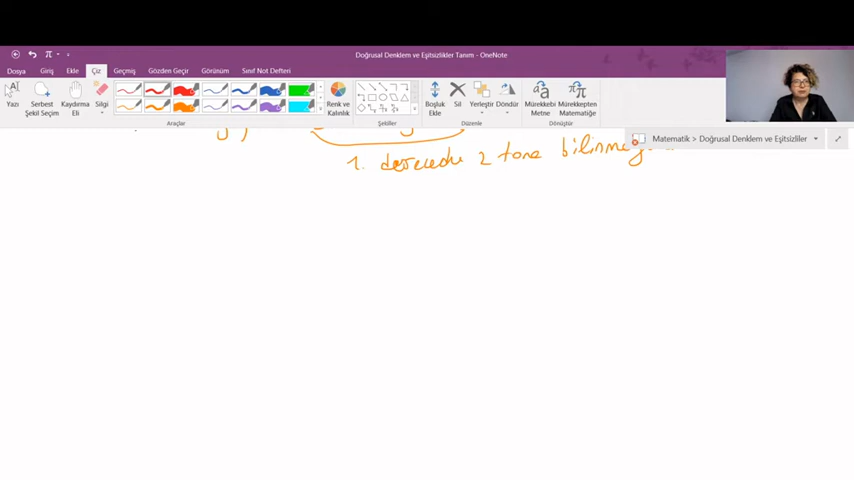 Doğrusal Denklem ve Eşitsizlikler Tanım - OneNote
Dosya Giriş Ekle Çiz Geçmiş Gözden Geçir Görünüm Sınıf Not Defteri
Yazı Serbest Şekil Seçim Kaydırma Eli Silgi Renk ve Kalınlık Boşluk Ekle Sil Yerleştir Döndür Mürekkebi Metne Mürekkepten Matematiğe
Araçlar Şekiller Düzenle Dönüştür
Matematik > Doğrusal Denklem ve Eşitsizliler
1. dereceden 2 tane